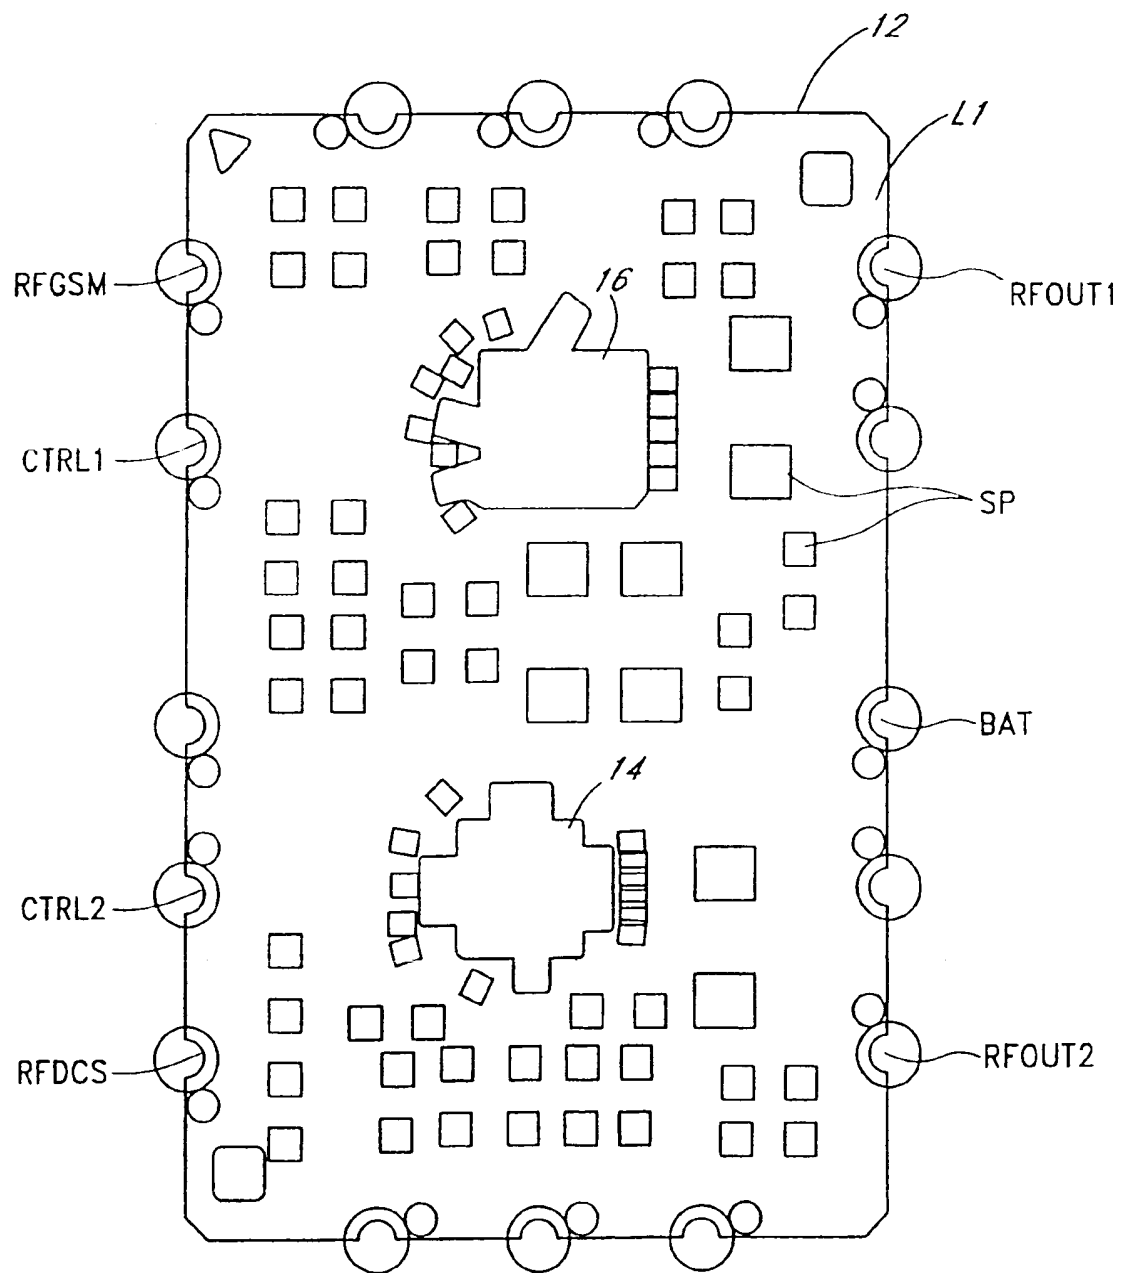 12
L1
RFGSM
16
RFOUT1
CTRL1
SP
BAT
14
CTRL2
RFDCS
RFOUT2